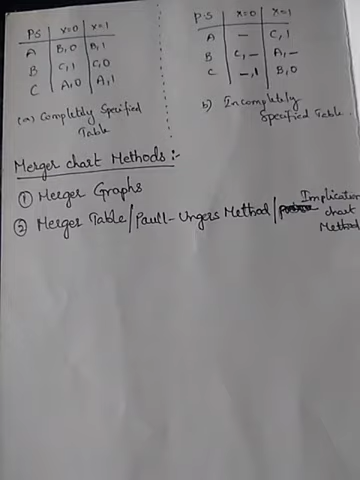 P.S x=0 x=1
A B,0 B,1
B C,1 C,0
C A,0 A,1
(a) Completely Specified
Table
P.S x=0 x=1
A – C,1
B C,– A,–
C –,1 B,0
b) Incompletely
Specified Table.
Merger chart Methods:-
① Merger Graphs
② Merger Table/Paull-Ungers Method/ Implication
chart
Method